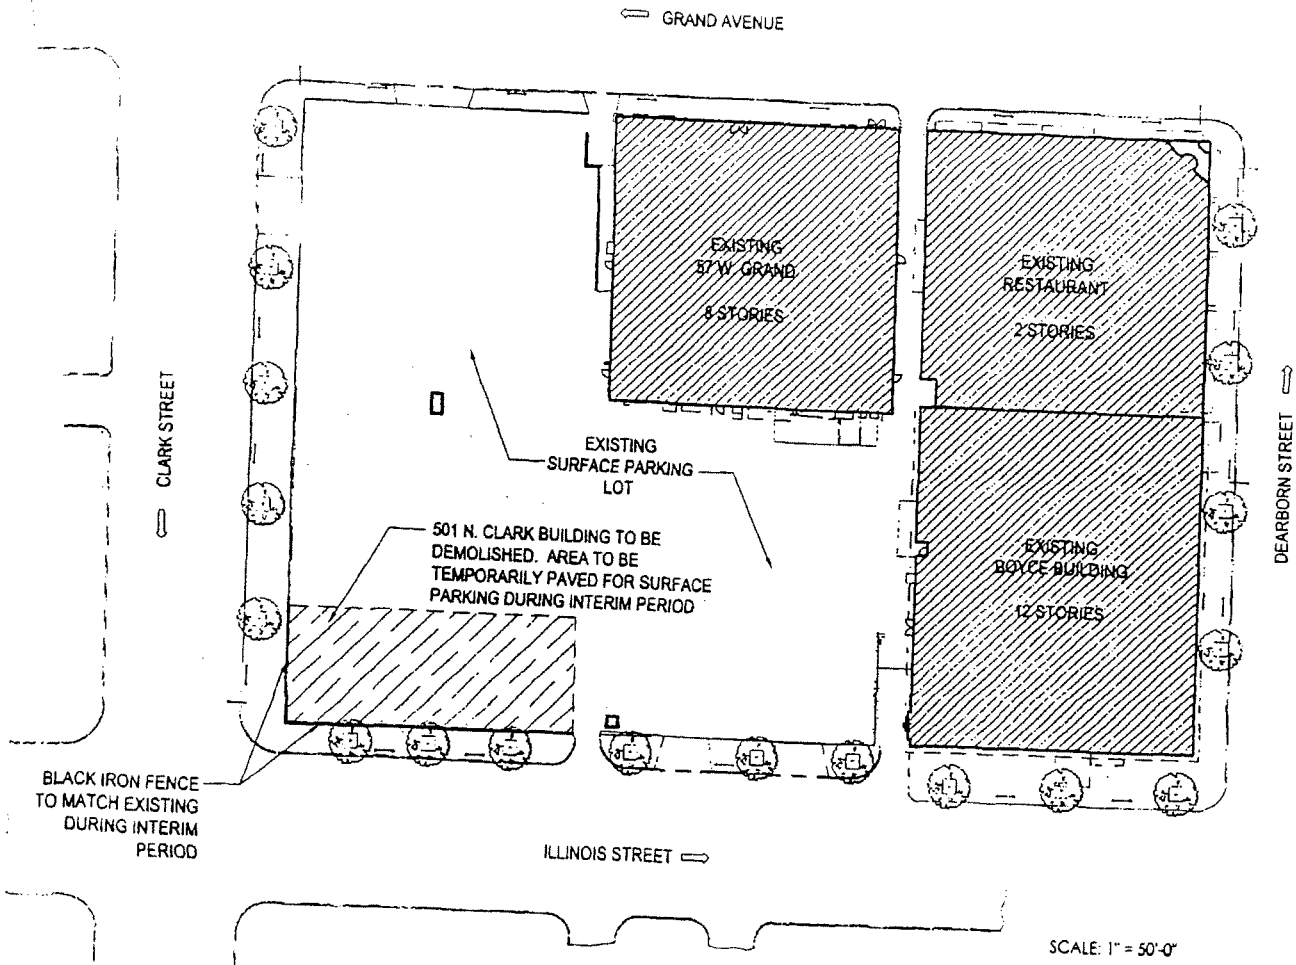 GRAND AVENUE
EXISTING
57 W. GRAND
8 STORIES
EXISTING
RESTAURANT
2 STORIES
CLARK STREET
DEARBORN STREET
EXISTING
SURFACE PARKING
LOT
501 N. CLARK BUILDING TO BE
DEMOLISHED. AREA TO BE
TEMPORARILY PAVED FOR SURFACE
PARKING DURING INTERIM PERIOD
EXISTING
BOYCE BUILDING
12 STORIES
BLACK IRON FENCE
TO MATCH EXISTING
DURING INTERIM
PERIOD
ILLINOIS STREET
SCALE: 1" = 50'-0"